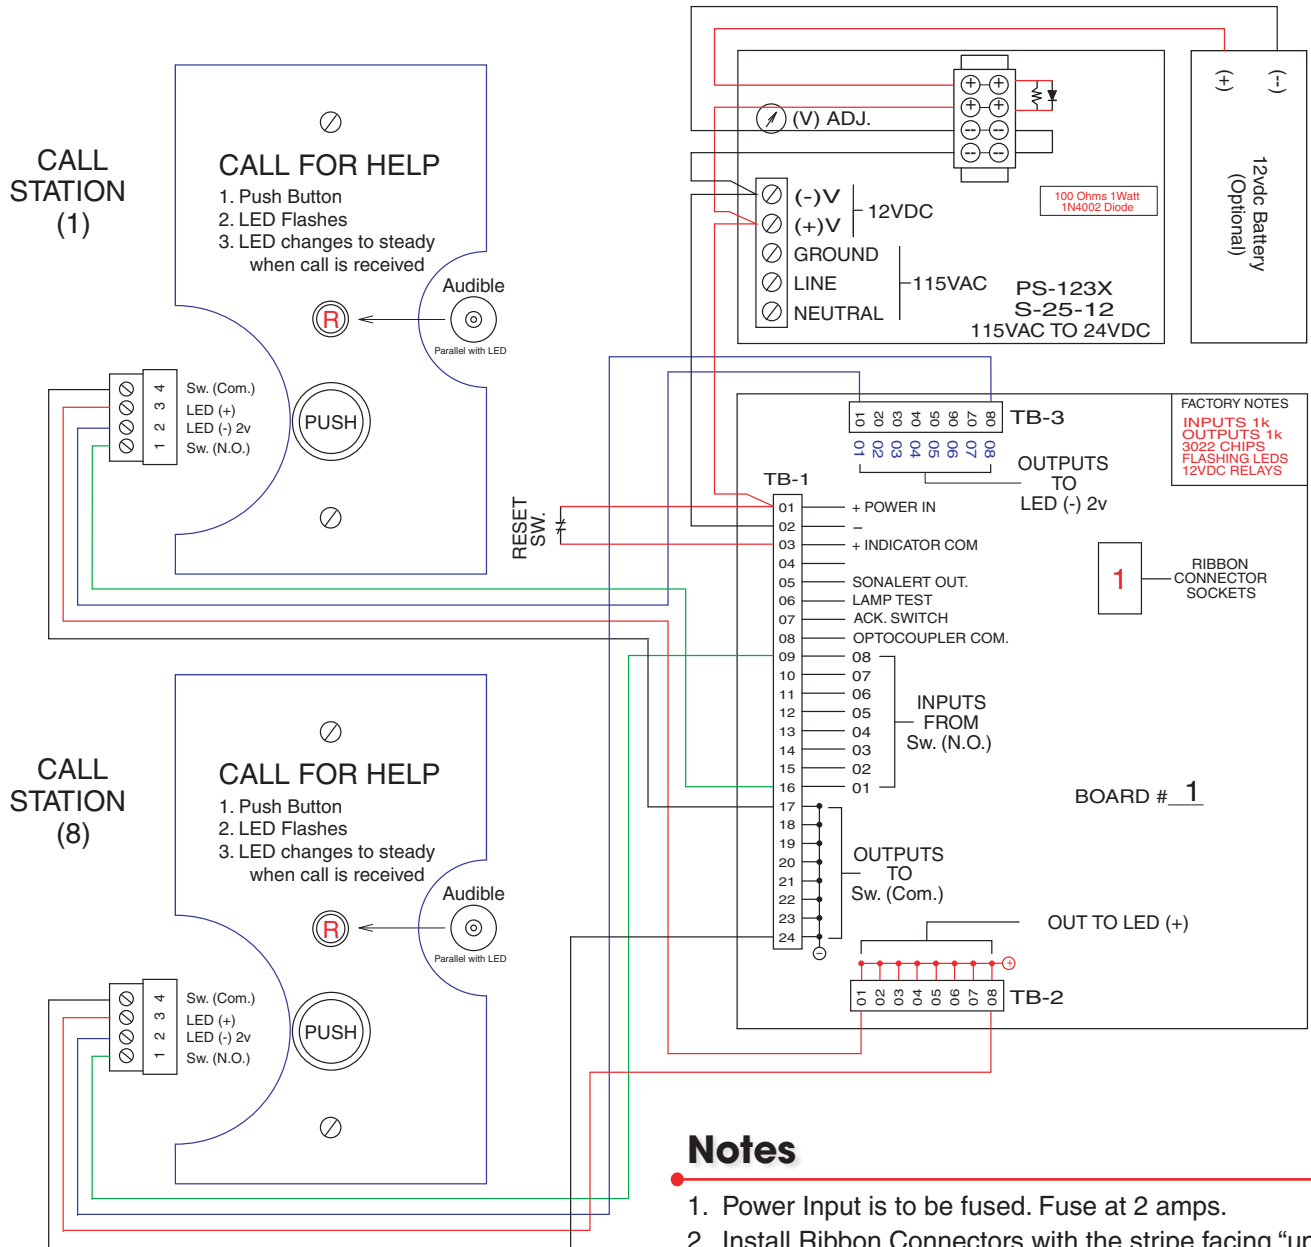 CALL
STATION
(1)
CALL FOR HELP
1. Push Button
2. LED Flashes
3. LED changes to steady
when call is received
R
Audible
Parallel with LED
PUSH
4 Sw. (Com.)
3 LED (+)
2 LED (-) 2v
1 Sw. (N.O.)
CALL
STATION
(8)
CALL FOR HELP
1. Push Button
2. LED Flashes
3. LED changes to steady
when call is received
R
Audible
Parallel with LED
PUSH
4 Sw. (Com.)
3 LED (+)
2 LED (-) 2v
1 Sw. (N.O.)
(V) ADJ.
+ +
+ +
-- --
-- --
100 Ohms 1Watt
1N4002 Diode
(-)V
(+)V
12VDC
GROUND
LINE
NEUTRAL
115VAC
PS-123X
S-25-12
115VAC TO 24VDC
(+) (--)
12vdc Battery
(Optional)
RESET
SW.
01 02 03 04 05 06 07 08
TB-3
01 02 03 04 05 06 07 08
OUTPUTS
TO
LED (-) 2v
FACTORY NOTES
INPUTS 1k
OUTPUTS 1k
3022 CHIPS
FLASHING LEDS
12VDC RELAYS
1
RIBBON
CONNECTOR
SOCKETS
TB-1
01 + POWER IN
02 –
03 + INDICATOR COM
04
05 SONALERT OUT.
06 LAMP TEST
07 ACK. SWITCH
08 OPTOCOUPLER COM.
09 08
10 07
11 06
12 05
13 04
14 03
15 02
16 01
INPUTS
FROM
Sw. (N.O.)
17
18
19
20
21
22
23
24
–
OUTPUTS
TO
Sw. (Com.)
BOARD # 1
OUT TO LED (+)
+
01 02 03 04 05 06 07 08
TB-2
Notes
1. Power Input is to be fused. Fuse at 2 amps.
2. Install Ribbon Connectors with the stripe facing “up